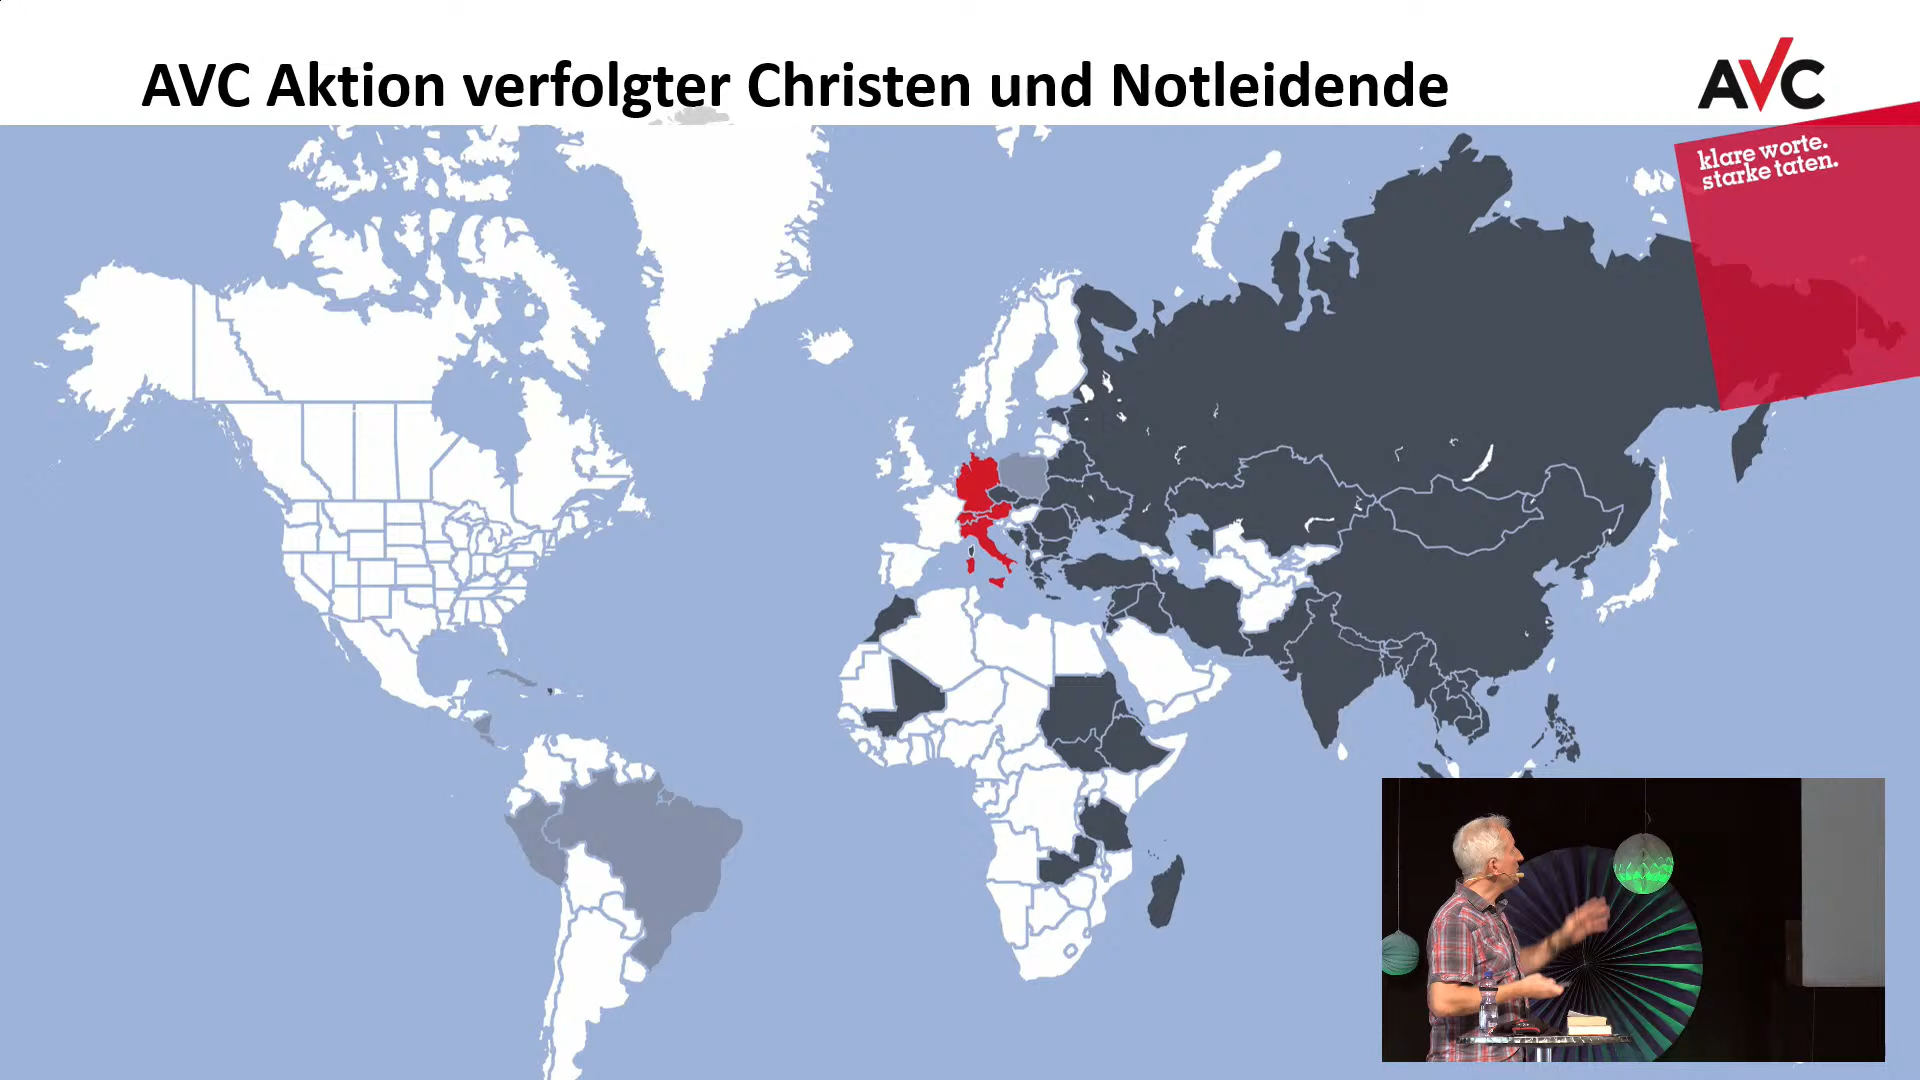 AVC Aktion verfolgter Christen und Notleidende
AVC
klare worte.
starke taten.